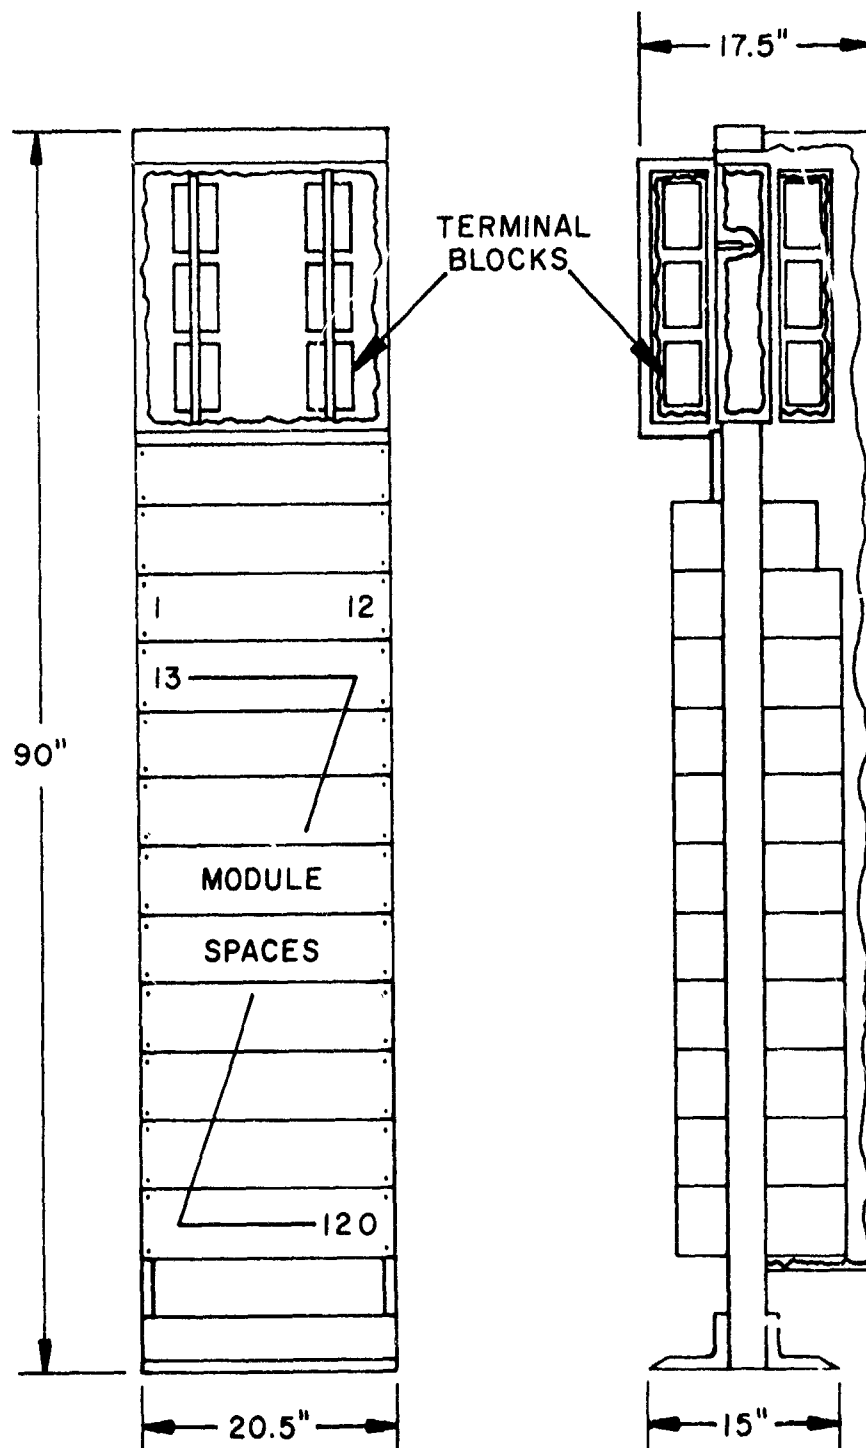 17.5"
TERMINAL
BLOCKS
1 12
13
90"
MODULE
SPACES
120
20.5"
15"